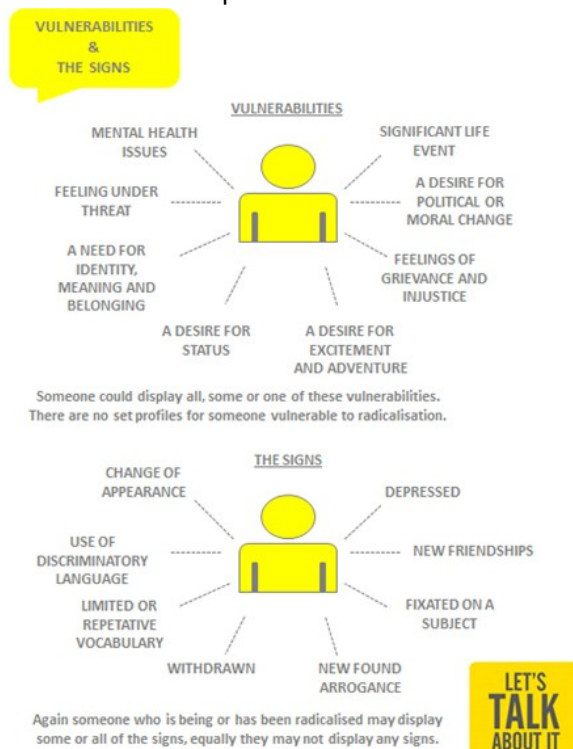 VULNERABILITIES
&
THE SIGNS
VULNERABILITIES
MENTAL HEALTH
ISSUES
SIGNIFICANT LIFE
EVENT
FEELING UNDER
THREAT
A DESIRE FOR
POLITICAL OR
MORAL CHANGE
A NEED FOR
IDENTITY,
MEANING AND
BELONGING
FEELINGS OF
GRIEVANCE AND
INJUSTICE
A DESIRE FOR
STATUS
A DESIRE FOR
EXCITEMENT
AND ADVENTURE
Someone could display all, some or one of these vulnerabilities.
There are no set profiles for someone vulnerable to radicalisation.
THE SIGNS
CHANGE OF
APPEARANCE
DEPRESSED
USE OF
DISCRIMINATORY
LANGUAGE
NEW FRIENDSHIPS
LIMITED OR
REPETATIVE
VOCABULARY
FIXATED ON A
SUBJECT
WITHDRAWN
NEW FOUND
ARROGANCE
Again someone who is being or has been radicalised may display
some or all of the signs, equally they may not display any signs.
LET'S
TALK
ABOUT IT